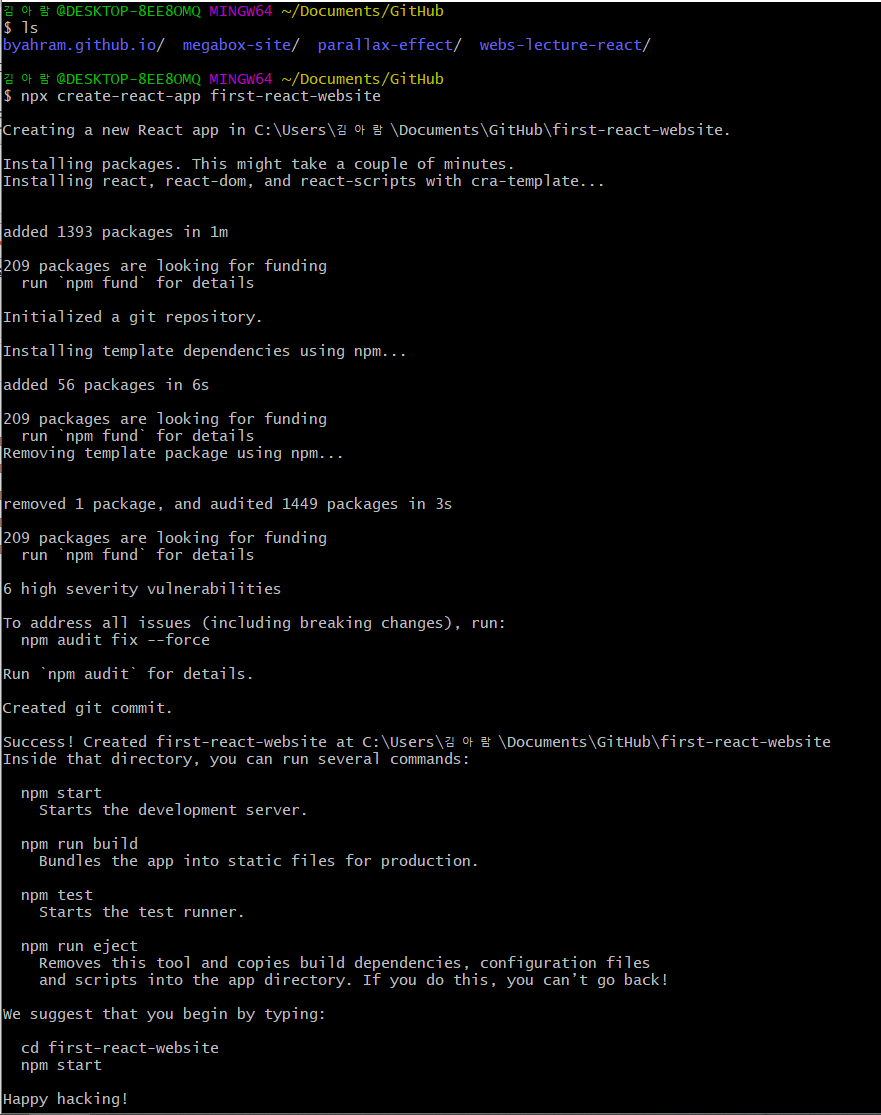 김아람@DESKTOP-8EE8OMQ MINGW64 ~/Documents/GitHub
$ ls
byahram.github.io/  megabox-site/  parallax-effect/  webs-lecture-react/
김아람@DESKTOP-8EE8OMQ MINGW64 ~/Documents/GitHub
$ npx create-react-app first-react-website
Creating a new React app in C:\Users\김아람\Documents\GitHub\first-react-website.
Installing packages. This might take a couple of minutes.
Installing react, react-dom, and react-scripts with cra-template...
added 1393 packages in 1m
209 packages are looking for funding
  run `npm fund` for details
Initialized a git repository.
Installing template dependencies using npm...
added 56 packages in 6s
209 packages are looking for funding
  run `npm fund` for details
Removing template package using npm...
removed 1 package, and audited 1449 packages in 3s
209 packages are looking for funding
  run `npm fund` for details
6 high severity vulnerabilities
To address all issues (including breaking changes), run:
  npm audit fix --force
Run `npm audit` for details.
Created git commit.
Success! Created first-react-website at C:\Users\김아람\Documents\GitHub\first-react-website
Inside that directory, you can run several commands:
  npm start
    Starts the development server.
  npm run build
    Bundles the app into static files for production.
  npm test
    Starts the test runner.
  npm run eject
    Removes this tool and copies build dependencies, configuration files
    and scripts into the app directory. If you do this, you can’t go back!
We suggest that you begin by typing:
  cd first-react-website
  npm start
Happy hacking!